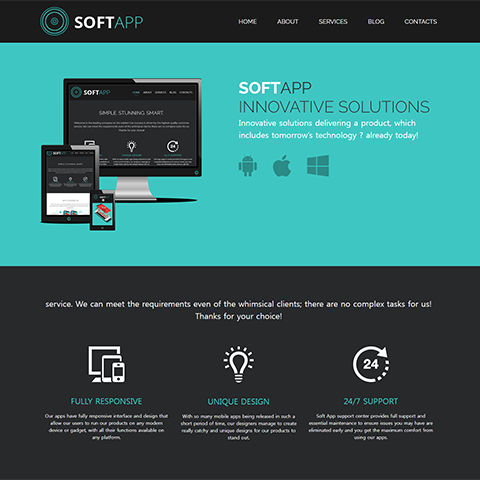 SOFTAPP
HOME ABOUT SERVICES BLOG CONTACTS
SOFTAPP
HOME ABOUT SERVICES BLOG CONTACTS
SIMPLE STUNNING SMART
SOFTAPP
INNOVATIVE SOLUTIONS
Innovative solutions delivering a product, which
includes tomorrow's technology ? already today!
service. We can meet the requirements even of the whimsical clients; there are no complex tasks for us!
Thanks for your choice!
24
FULLY RESPONSIVE
Our apps have fully responsive interface and design that
allow our users to run our products on any modern
device or gadget, with all their functions available on
any platform.
UNIQUE DESIGN
With so many mobile apps being released in such a
short period of time, our designers manage to create
really catchy and unique designs for our products to
stand out.
24/7 SUPPORT
Soft App support center provides full support and
essential maintenance to ensure issues you may have are
eliminated early and you get the maximum comfort from
using our apps.